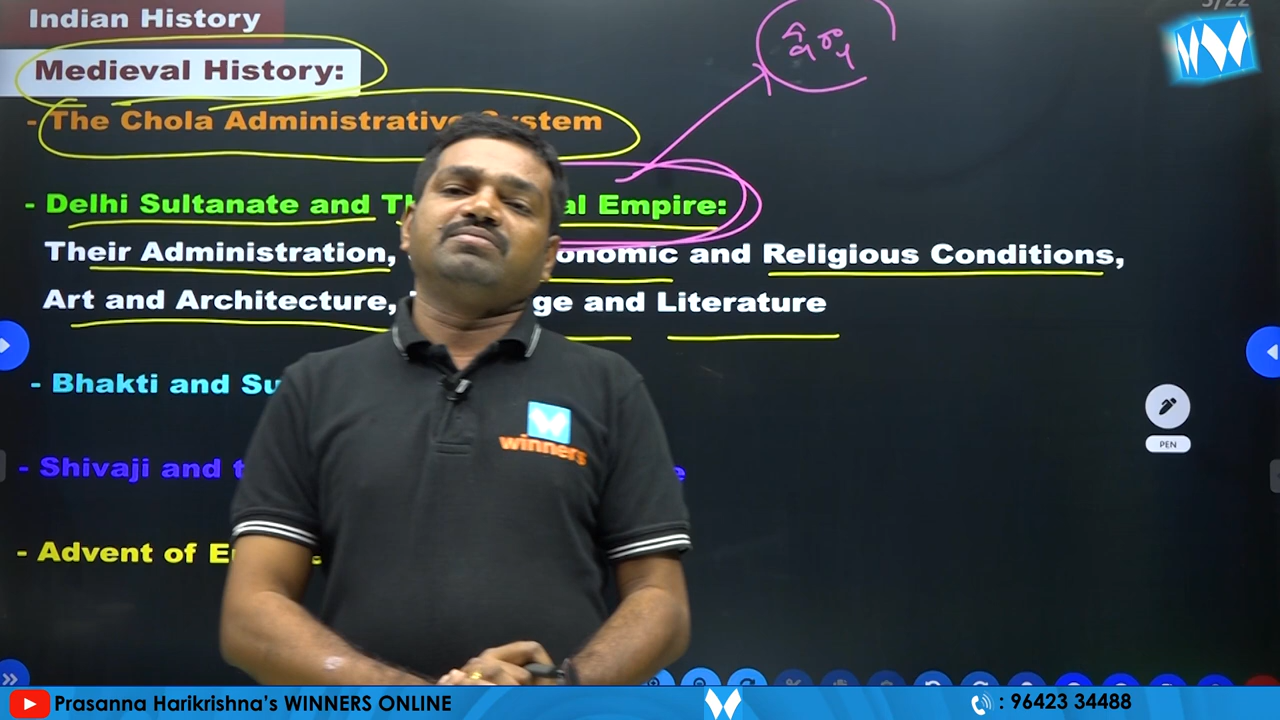 Indian History
Medieval History:
- The Chola Administrative System
- Delhi Sultanate and Empire:
Their Administration, and Religious Conditions,
Art and Architecture, and Literature
- Bhakti and
- Shivaji and
- Advent of
PEN
winners
Prasanna Harikrishna's WINNERS ONLINE
: 96423 34488